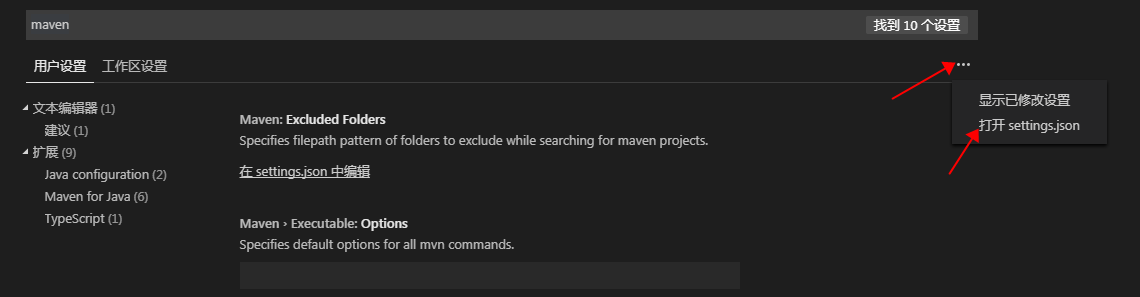 maven
找到 10 个设置
用户设置 工作区设置
...
显示已修改设置
打开 settings.json
文本编辑器 (1)
建议 (1)
扩展 (9)
Java configuration (2)
Maven for Java (6)
TypeScript (1)
Maven: Excluded Folders
Specifies filepath pattern of folders to exclude while searching for maven projects.
在 settings.json 中编辑
Maven › Executable: Options
Specifies default options for all mvn commands.